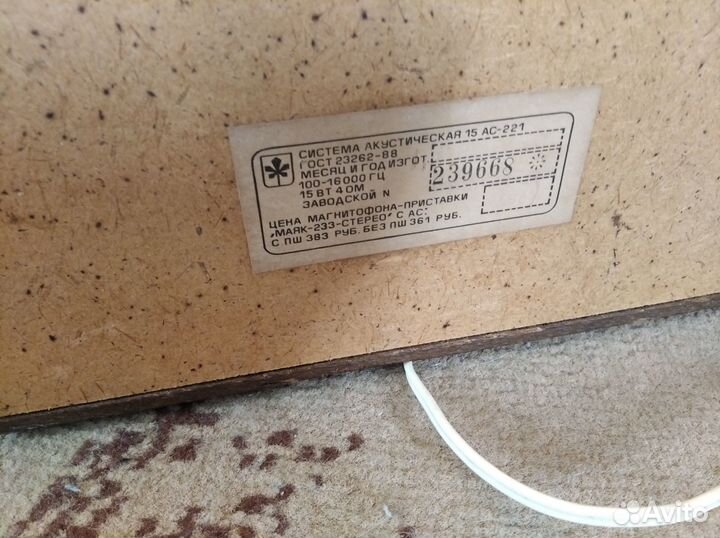 СИСТЕМА АКУСТИЧЕСКАЯ 15 АС-221
ГОСТ 23262-88
МЕСЯЦ И ГОД ИЗГОТ.
100-16000 ГЦ
15 ВТ 4 ОМ
239668
ЗАВОДСКОЙ N
ЦЕНА МАГНИТОФОНА-ПРИСТАВКИ
"МАЯК-233-СТЕРЕО" С АС:
С ПШ 383 РУБ. БЕЗ ПШ 361 РУБ.
Avito